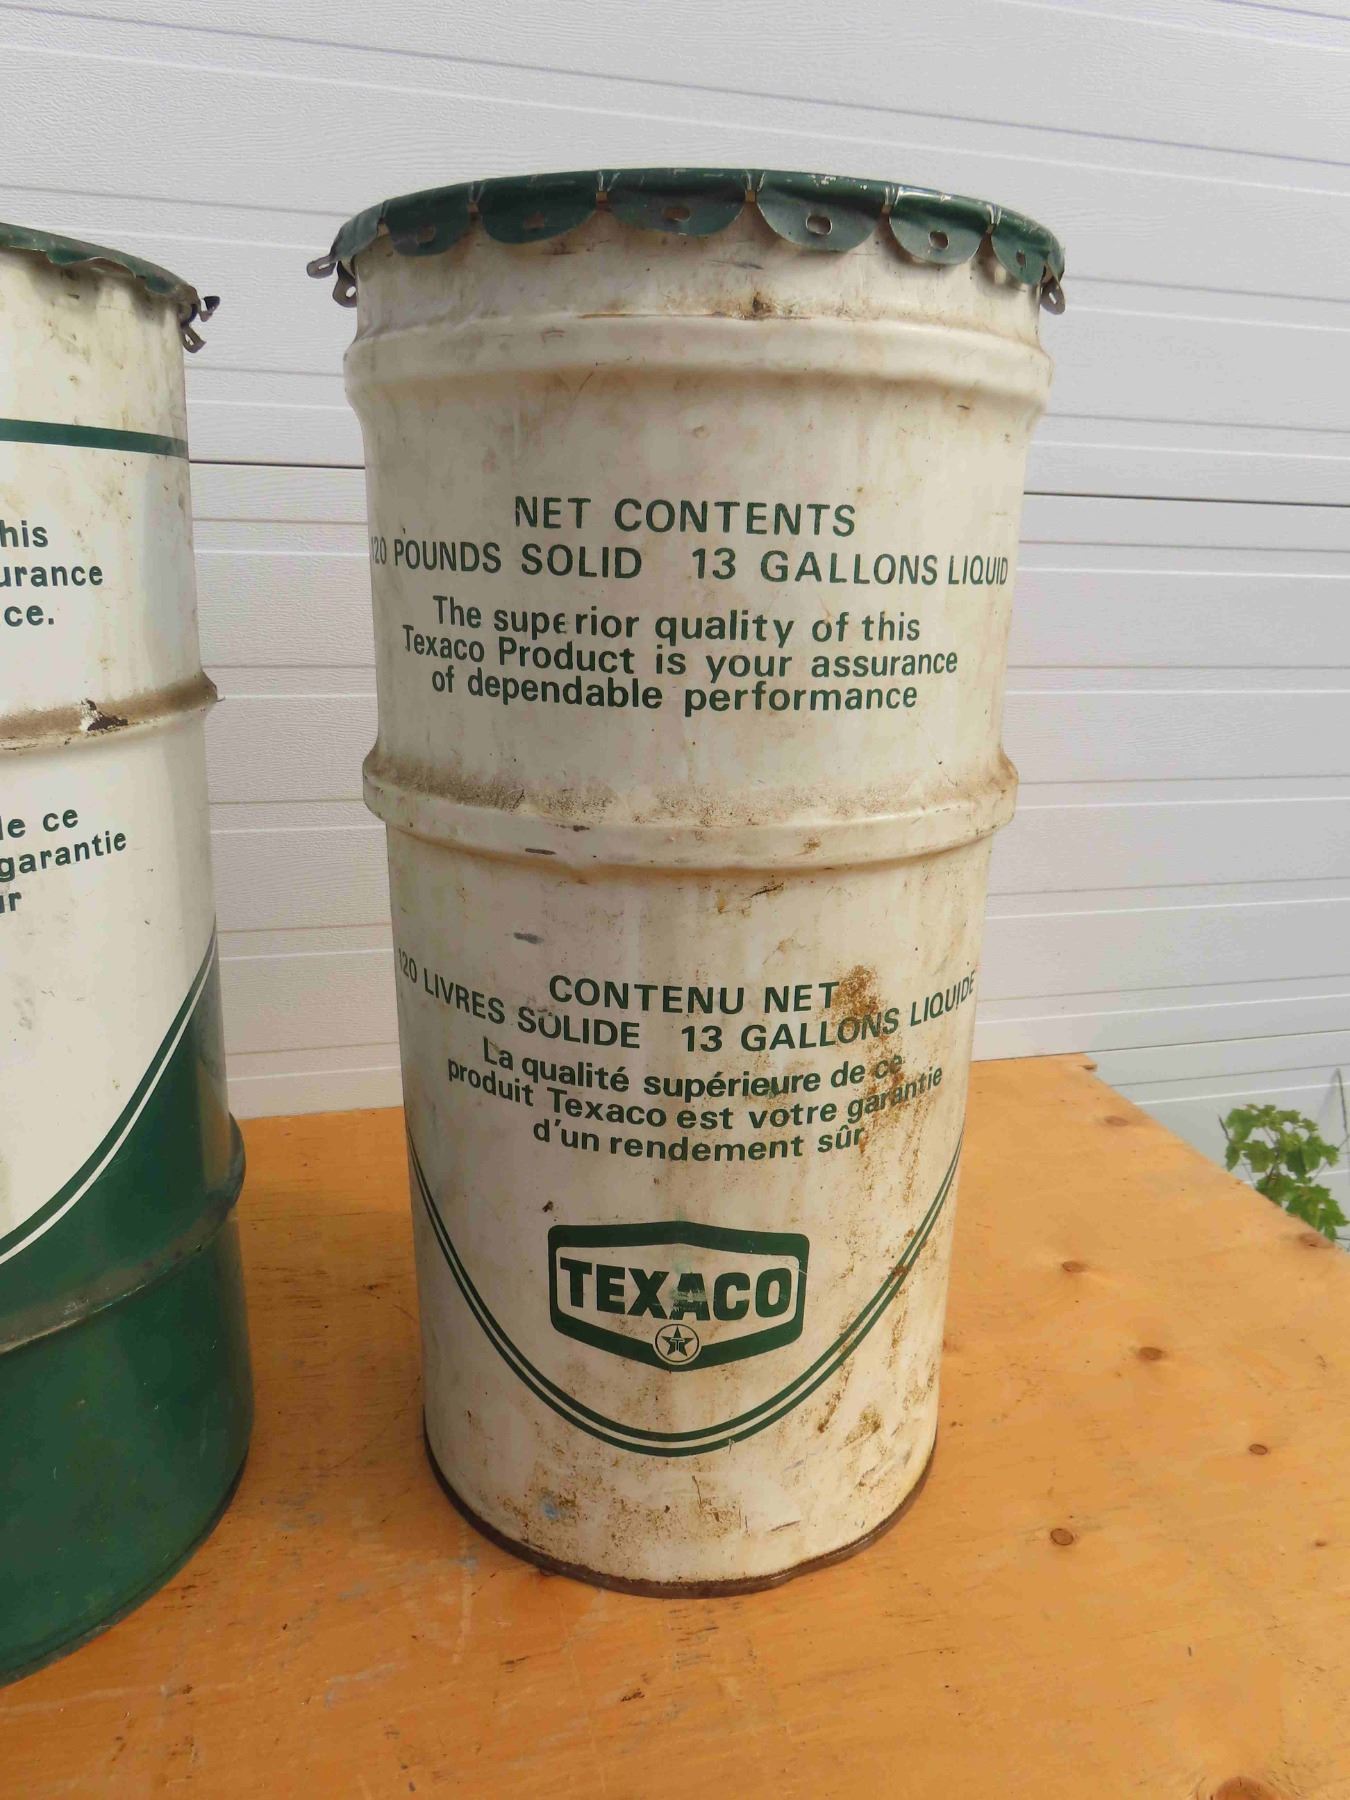 his
urance
ce.
le ce
garantie
ur
NET CONTENTS
120 POUNDS SOLID 13 GALLONS LIQUID
The superior quality of this
Texaco Product is your assurance
of dependable performance
CONTENU NET
120 LIVRES SOLIDE 13 GALLONS LIQUIDE
La qualité supérieure de ce
produit Texaco est votre garantie
d'un rendement sûr
TEXACO
T